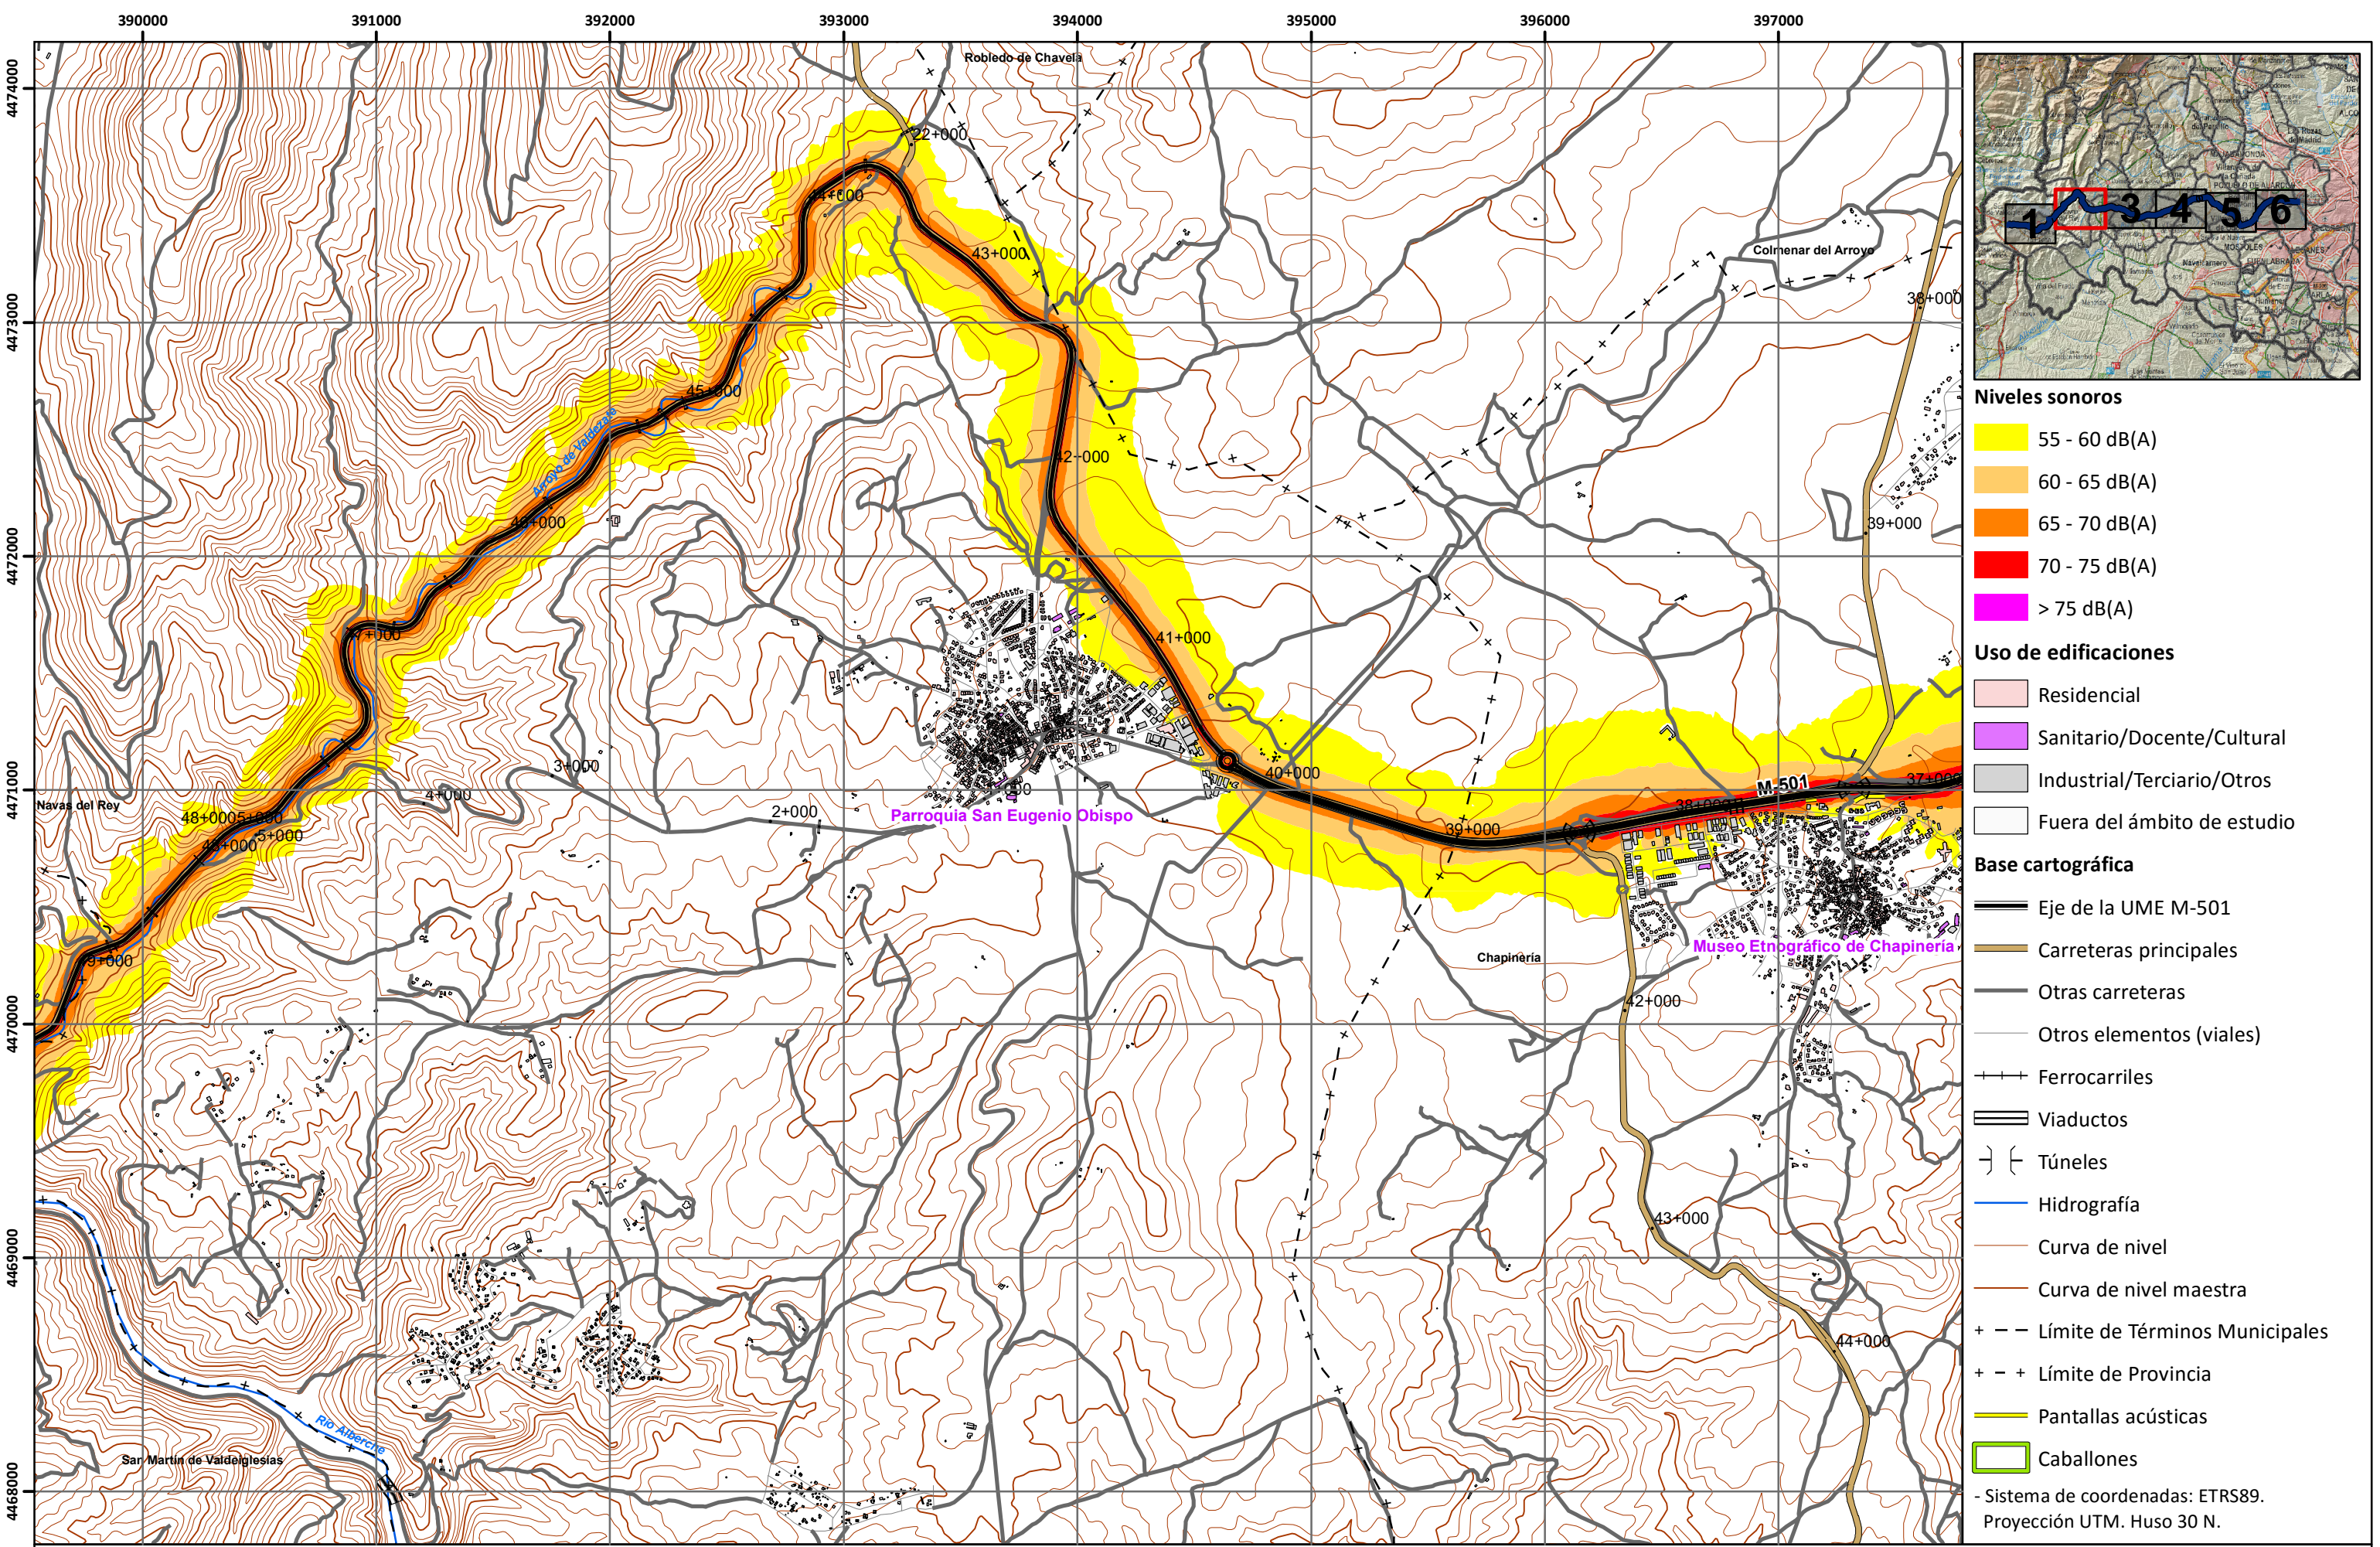 390000 391000 392000 393000 394000 395000 396000 397000
4474000
4473000
4472000
4471000
4470000
4469000
4468000
Robledo de Chavela
22+000
44+000
43+000
Colmenar del Arroyo
38+000
45+000
Arroyo de Valdezate
42+000
46+000
39+000
47+000
41+000
3+000
40+000
M-501
37+000
4+000
Navas del Rey
2+000
38+000
48+000
5+000
5+000
48+000
Parroquia San Eugenio Obispo
39+000
Museo Etnográfico de Chapinería
Chapinería
49+000
42+000
43+000
44+000
Río Alberche
San Martín de Valdeiglesias
1 3 4 5 6
Niveles sonoros
55 - 60 dB(A)
60 - 65 dB(A)
65 - 70 dB(A)
70 - 75 dB(A)
> 75 dB(A)
Uso de edificaciones
Residencial
Sanitario/Docente/Cultural
Industrial/Terciario/Otros
Fuera del ámbito de estudio
Base cartográfica
Eje de la UME M-501
Carreteras principales
Otras carreteras
Otros elementos (viales)
Ferrocarriles
Viaductos
Túneles
Hidrografía
Curva de nivel
Curva de nivel maestra
Límite de Términos Municipales
Límite de Provincia
Pantallas acústicas
Caballones
- Sistema de coordenadas: ETRS89.
Proyección UTM. Huso 30 N.